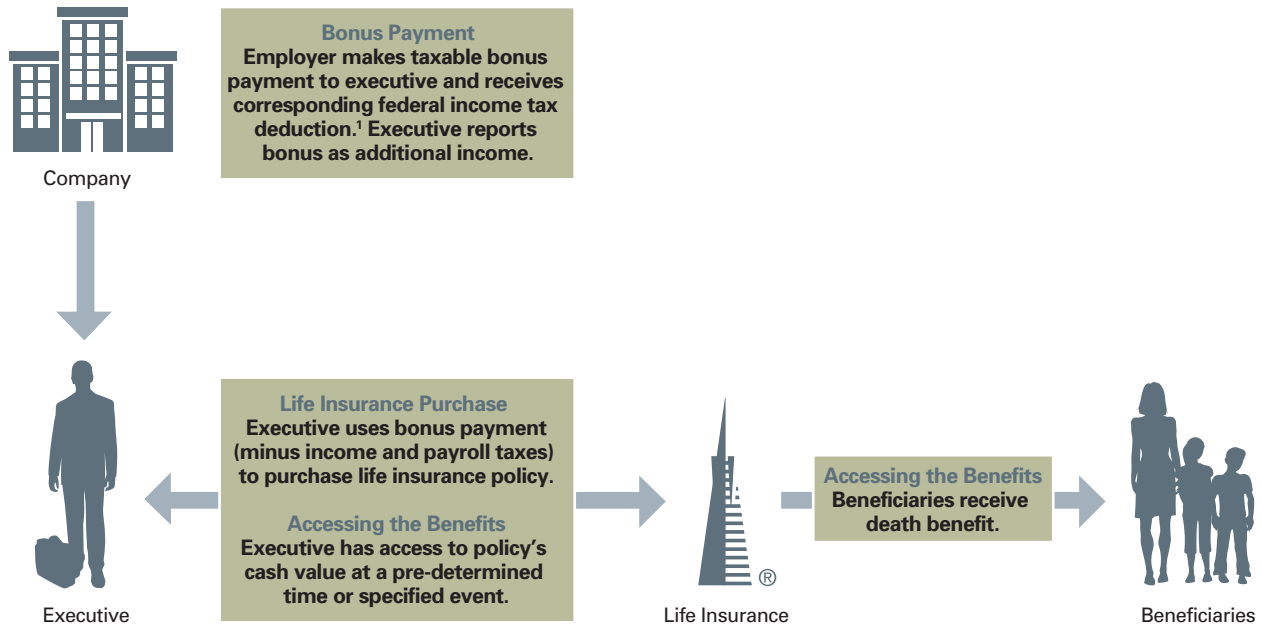 Bonus Payment
Employer makes taxable bonus
payment to executive and receives
corresponding federal income tax
deduction.¹ Executive reports
bonus as additional income.
Company
Life Insurance Purchase
Executive uses bonus payment
(minus income and payroll taxes)
to purchase life insurance policy.
Accessing the Benefits
Executive has access to policy’s
cash value at a pre-determined
time or specified event.
Accessing the Benefits
Beneficiaries receive
death benefit.
®
Executive
Life Insurance
Beneficiaries